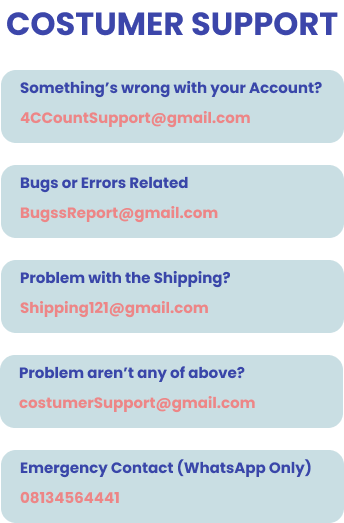 COSTUMER SUPPORT
Something's wrong with your Account?
4CCountSupport@gmail.com
Bugs or Errors Related
BugssReport@gmail.com
Problem with the Shipping?
Shipping121@gmail.com
Problem aren't any of above?
costumerSupport@gmail.com
Emergency Contact (WhatsApp Only)
08134564441